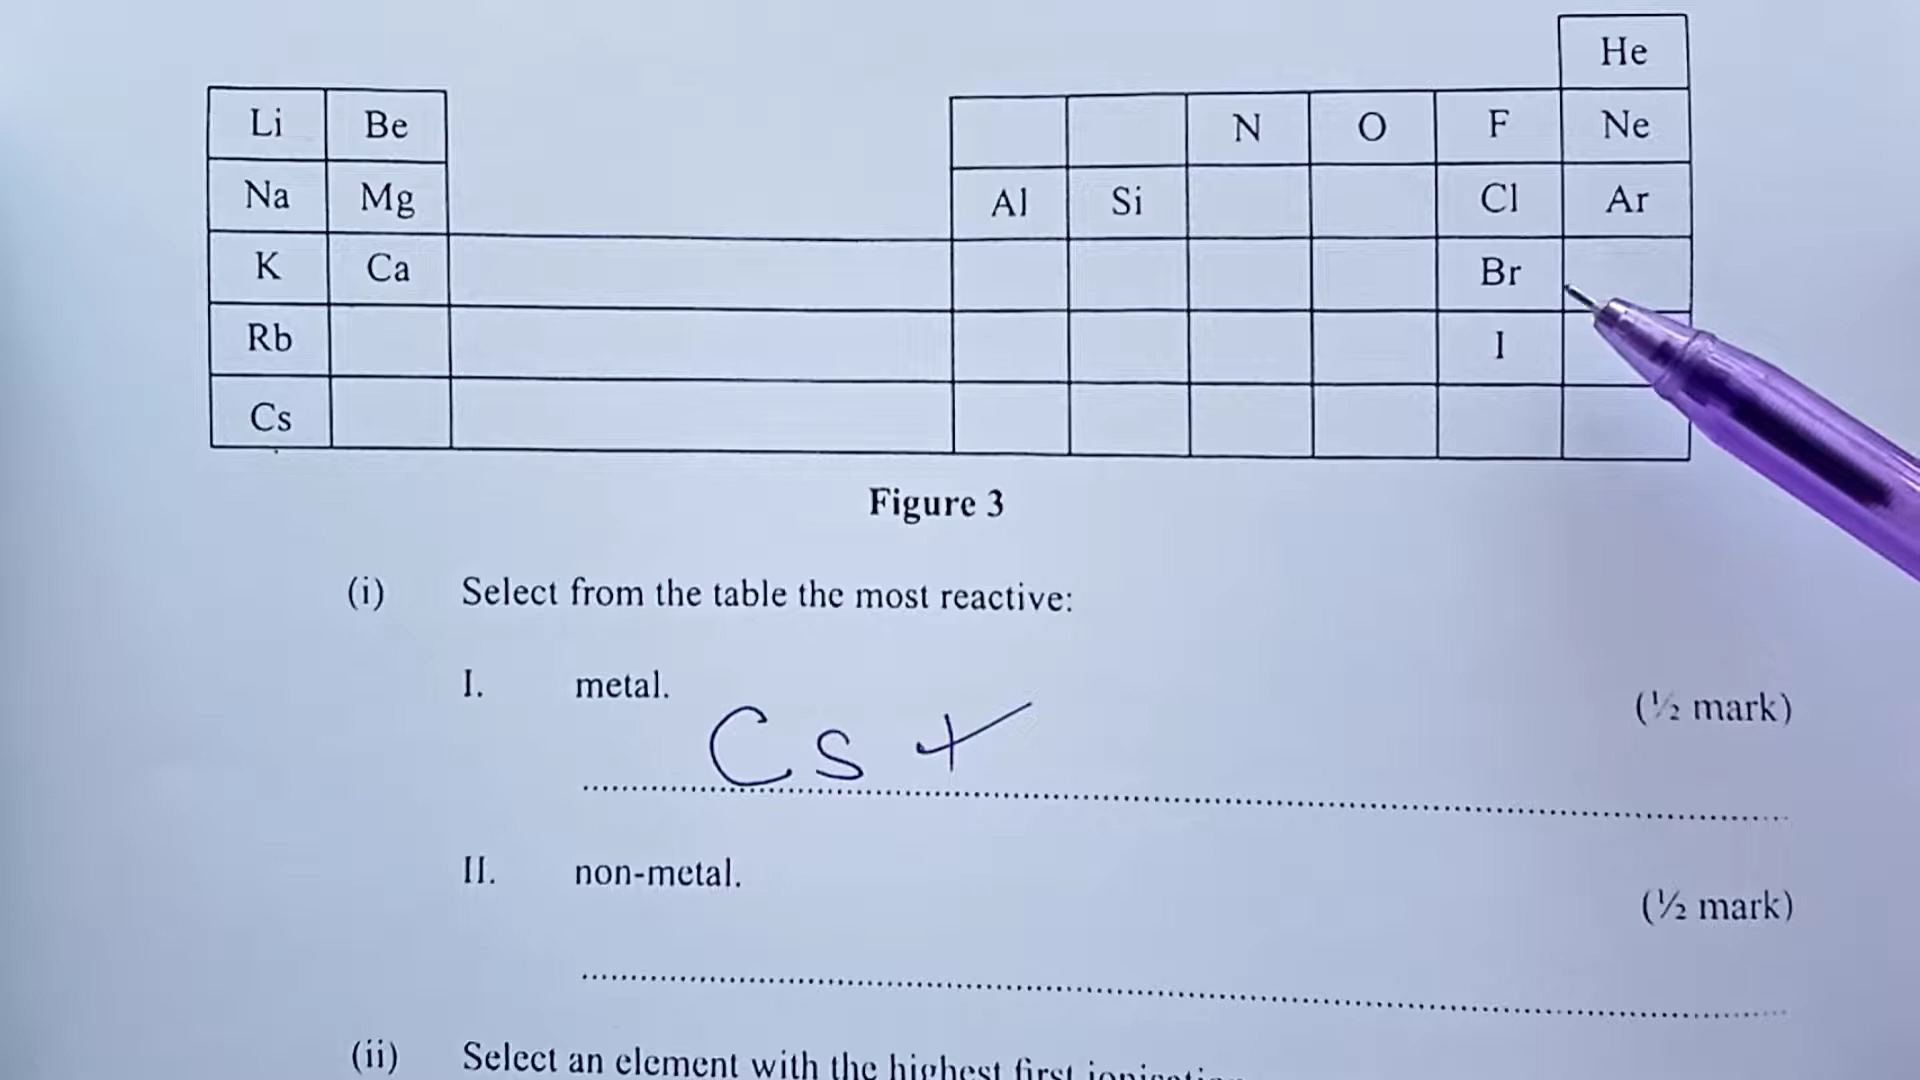 He
Li Be N O F Ne
Na Mg Al Si Cl Ar
K Ca Br
Rb I
Cs
Figure 3
(i) Select from the table the most reactive:
I. metal.
(½ mark)
Cs
II. non-metal.
(½ mark)
(ii) Select an element with the highest first